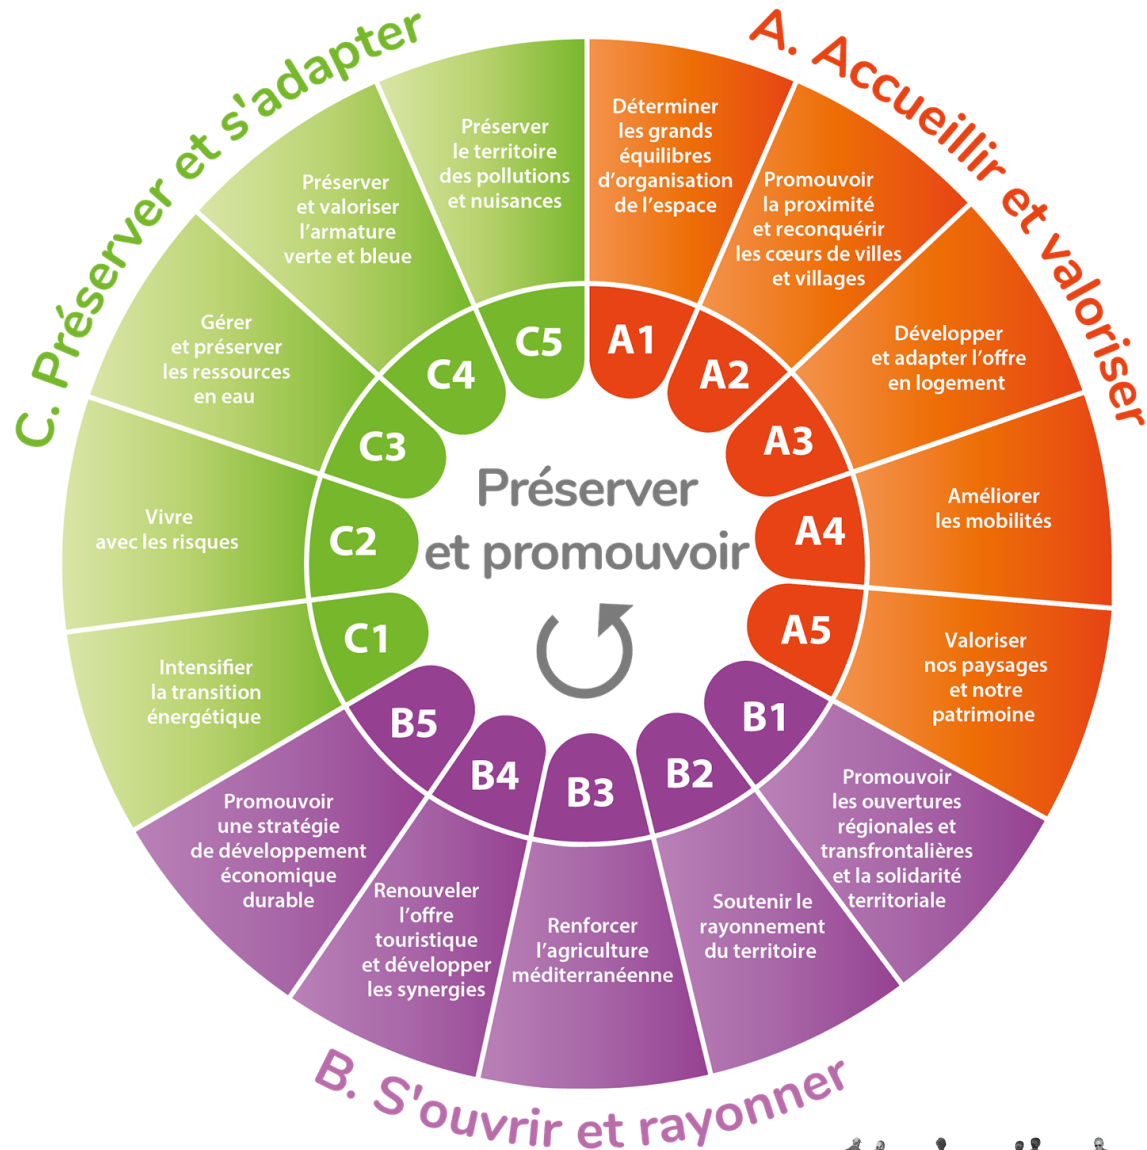 A. Accueillir et valoriser
A1
Déterminer
les grands
équilibres
d’organisation
de l’espace
A2
Promouvoir
la proximité
et reconquérir
les cœurs de villes
et villages
A3
Développer
et adapter l’offre
en logement
A4
Améliorer
les mobilités
A5
Valoriser
nos paysages
et notre
patrimoine
B. S'ouvrir et rayonner
B1
Promouvoir
les ouvertures
régionales et
transfrontalières
et la solidarité
territoriale
B2
Soutenir le
rayonnement
du territoire
B3
Renforcer
l’agriculture
méditerranéenne
B4
Renouveler
l’offre
touristique
et développer
les synergies
B5
Promouvoir
une stratégie
de développement
économique
durable
C. Préserver et s'adapter
C1
Intensifier
la transition
énergétique
C2
Vivre
avec les risques
C3
Gérer
et préserver
les ressources
en eau
C4
Préserver
et valoriser
l’armature
verte et bleue
C5
Préserver
le territoire
des pollutions
et nuisances
Préserver
et promouvoir